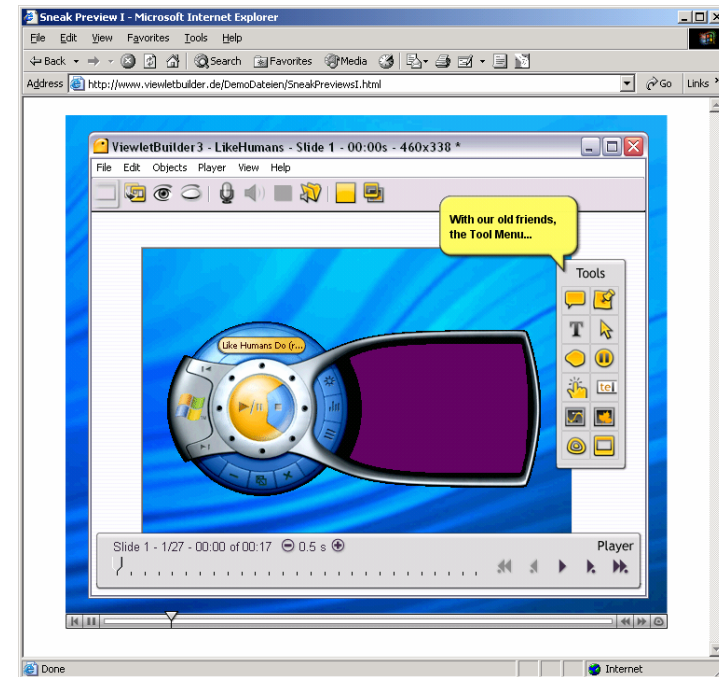 Sneak Preview I - Microsoft Internet Explorer
File Edit View Favorites Tools Help
Back Search Favorites Media
Address http://www.viewletbuilder.de/DemoDateien/SneakPreviewsI.html Go Links »
ViewletBuilder3 - LikeHumans - Slide 1 - 00:00s - 460x338 *
File Edit Objects Player View Help
With our old friends,
the Tool Menu...
Tools
T
tel
Like Humans Do (r...)
Slide 1 - 1/27 - 00:00 of 00:17 0.5 s
Player
Done Internet